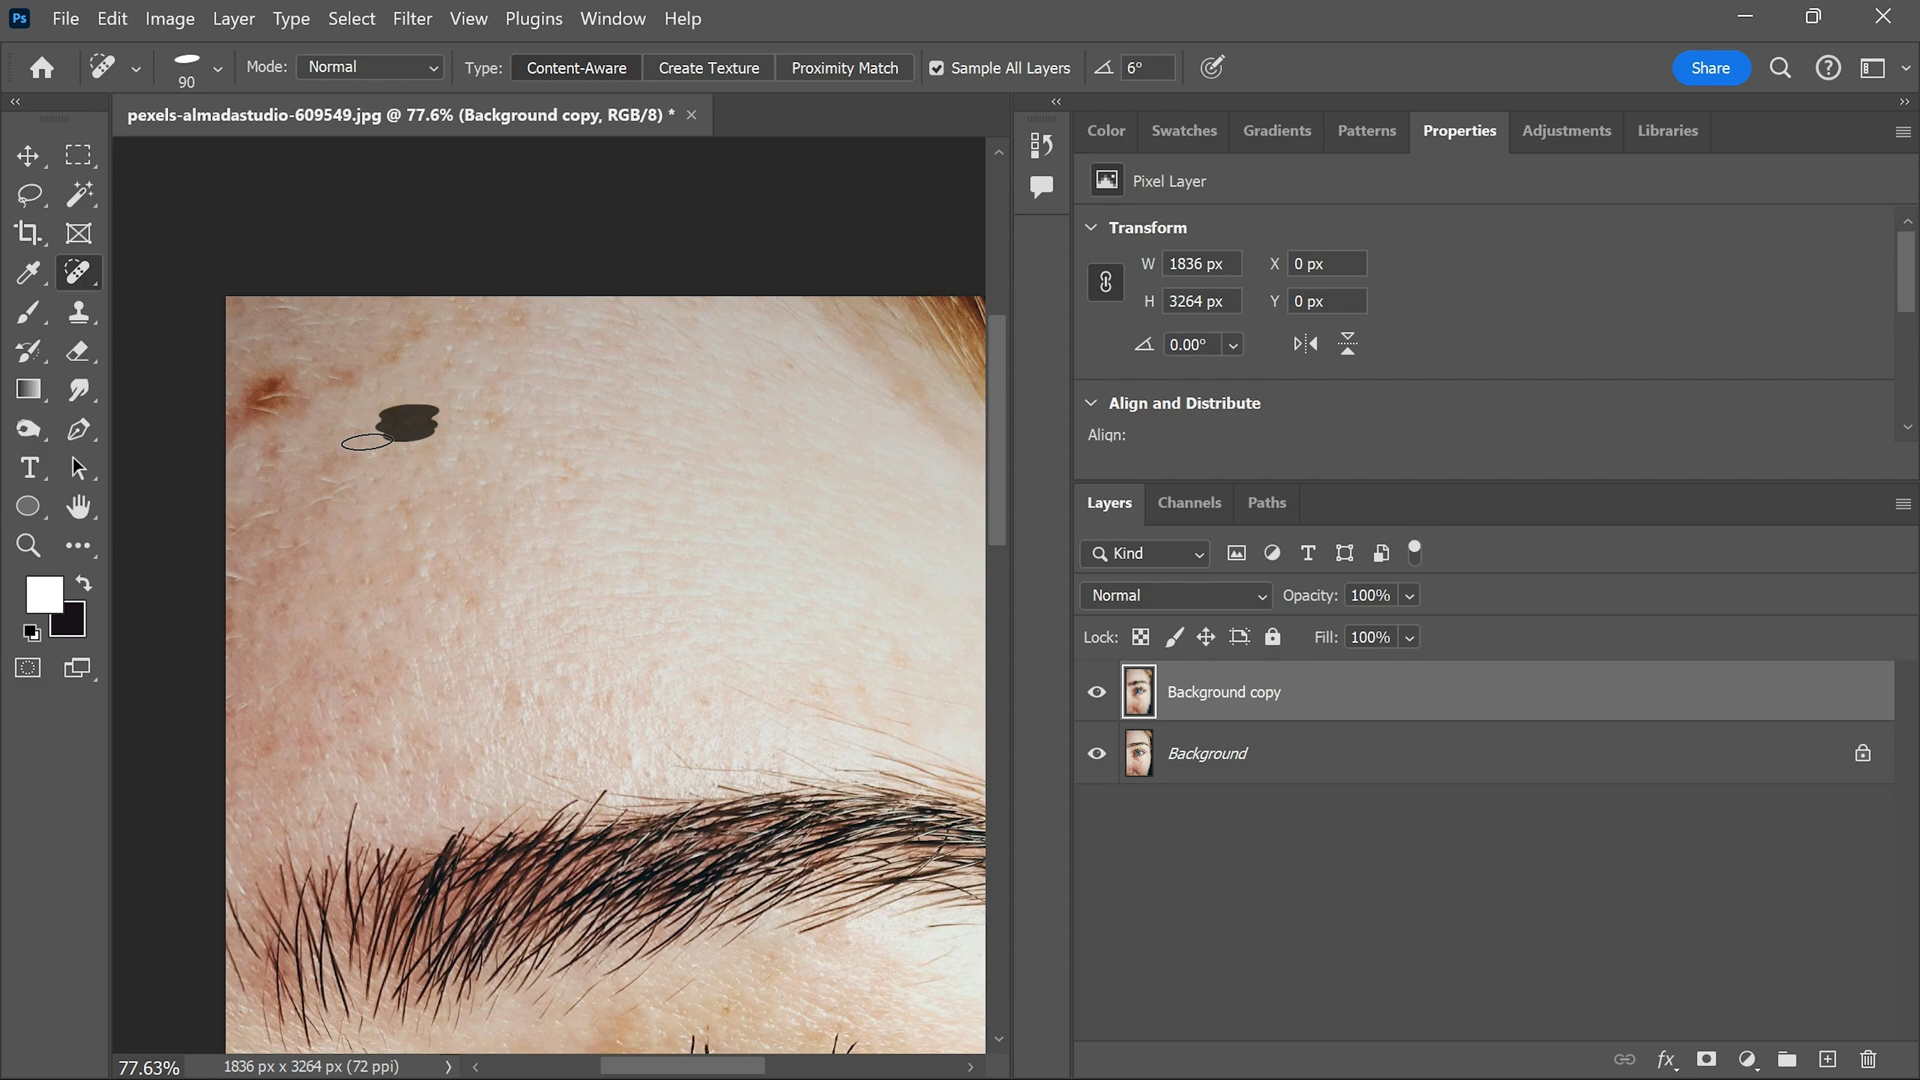 Ps File Edit Image Layer Type Select Filter View Plugins Window Help
90 Mode: Normal Type: Content-Aware Create Texture Proximity Match Sample All Layers 6° Share
pexels-almadastudio-609549.jpg @ 77.6% (Background copy, RGB/8) *
Color Swatches Gradients Patterns Properties Adjustments Libraries
Pixel Layer
Transform
W 1836 px X 0 px
H 3264 px Y 0 px
0.00°
Align and Distribute
Align:
Layers Channels Paths
Kind
Normal Opacity: 100%
Lock: Fill: 100%
Background copy
Background
77.63% 1836 px x 3264 px (72 ppi)